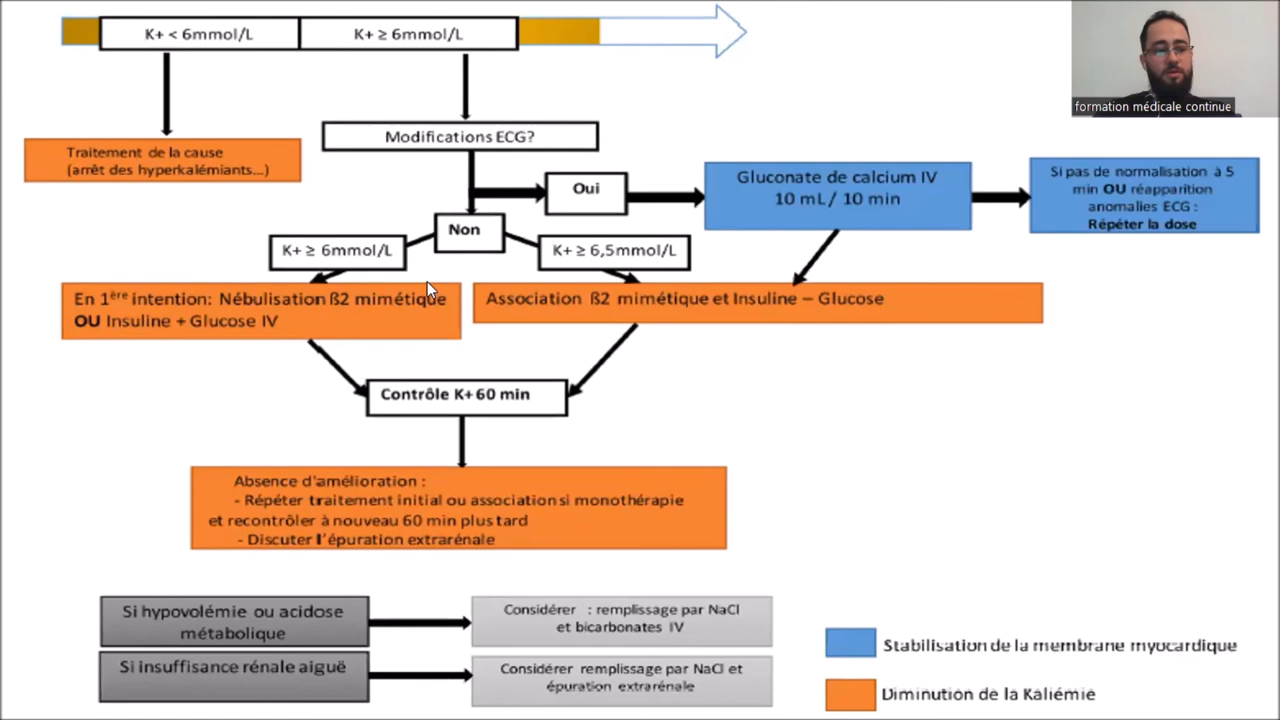 K+ < 6mmol/L
K+ ≥ 6mmol/L
formation médicale continue
Modifications ECG?
Traitement de la cause
(arrêt des hyperkalémiants...)
Oui
Gluconate de calcium IV
10 mL / 10 min
Si pas de normalisation à 5
min OU réapparition
anomalies ECG :
Répéter la dose
Non
K+ ≥ 6mmol/L
K+ ≥ 6,5mmol/L
En 1ère intention: Nébulisation ß2 mimétique
OU Insuline + Glucose IV
Association ß2 mimétique et Insuline – Glucose
Contrôle K+ 60 min
Absence d'amélioration :
- Répéter traitement initial ou association si monothérapie
et recontrôler à nouveau 60 min plus tard
- Discuter l'épuration extrarénale
Si hypovolémie ou acidose
métabolique
Considérer : remplissage par NaCl
et bicarbonates IV
Si insuffisance rénale aiguë
Considérer remplissage par NaCl et
épuration extrarénale
Stabilisation de la membrane myocardique
Diminution de la Kaliémie